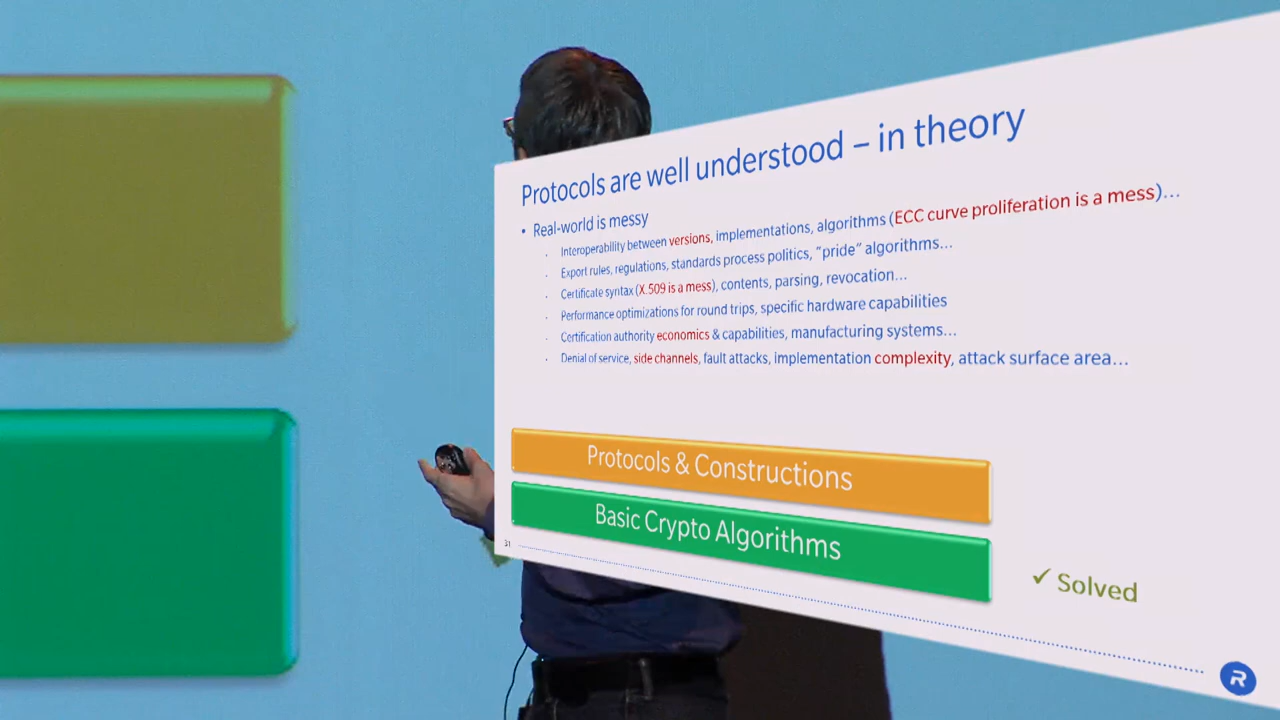 Protocols are well understood – in theory
• Real-world is messy
· Interoperability between versions, implementations, algorithms (ECC curve proliferation is a mess)…
· Export rules, regulations, standards process politics, “pride” algorithms…
· Certificate syntax (X.509 is a mess), contents, parsing, revocation…
· Performance optimizations for round trips, specific hardware capabilities
· Certification authority economics & capabilities, manufacturing systems…
· Denial of service, side channels, fault attacks, implementation complexity, attack surface area…
Protocols & Constructions
Basic Crypto Algorithms
✓ Solved
31
R